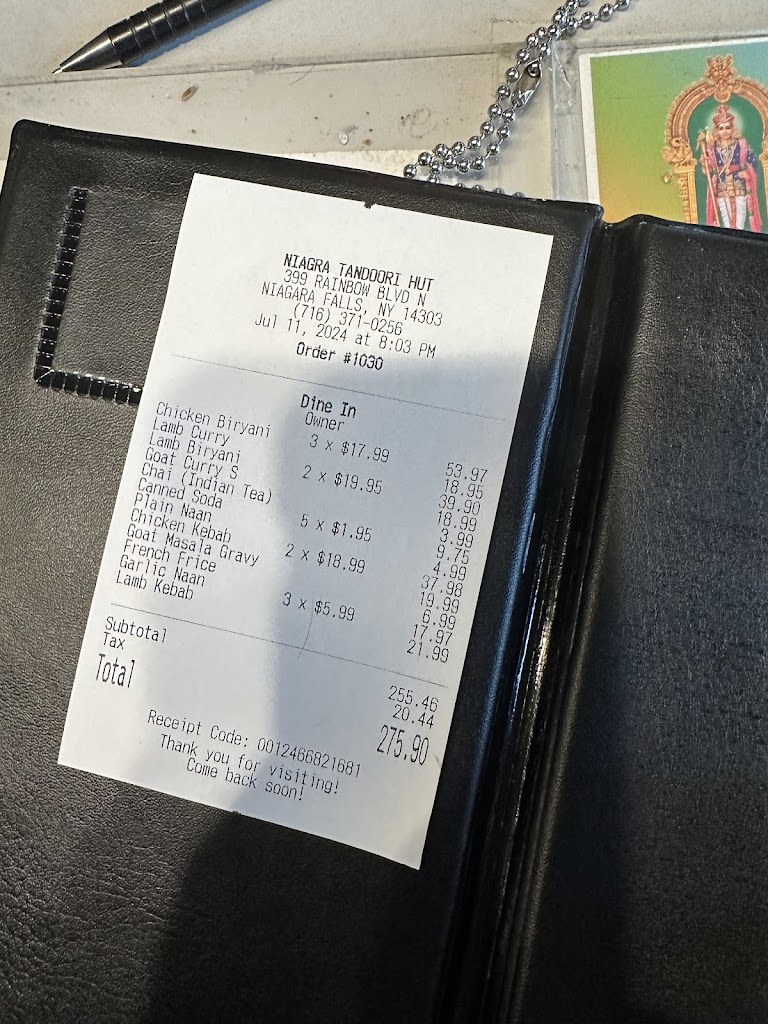 NIAGRA TANDOORI HUT
399 RAINBOW BLVD N
NIAGARA FALLS, NY 14303
(716) 371-0256
Jul 11, 2024 at 8:03 PM
Order #1030
Dine In
Owner
Chicken Biryani 3 x $17.99 53.97
Lamb Curry 18.95
Lamb Biryani 2 x $19.95 39.90
Goat Curry S 18.99
Chai (Indian Tea) 3.99
Canned Soda 5 x $1.95 9.75
Plain Naan 4.99
Chicken Kebab 2 x $18.99 37.98
Goat Masala Gravy 19.99
French Frice 6.99
Garlic Naan 3 x $5.99 17.97
Lamb Kebab 21.99
Subtotal 255.46
Tax 20.44
Total 275.90
Receipt Code: 0012466821681
Thank you for visiting!
Come back soon!